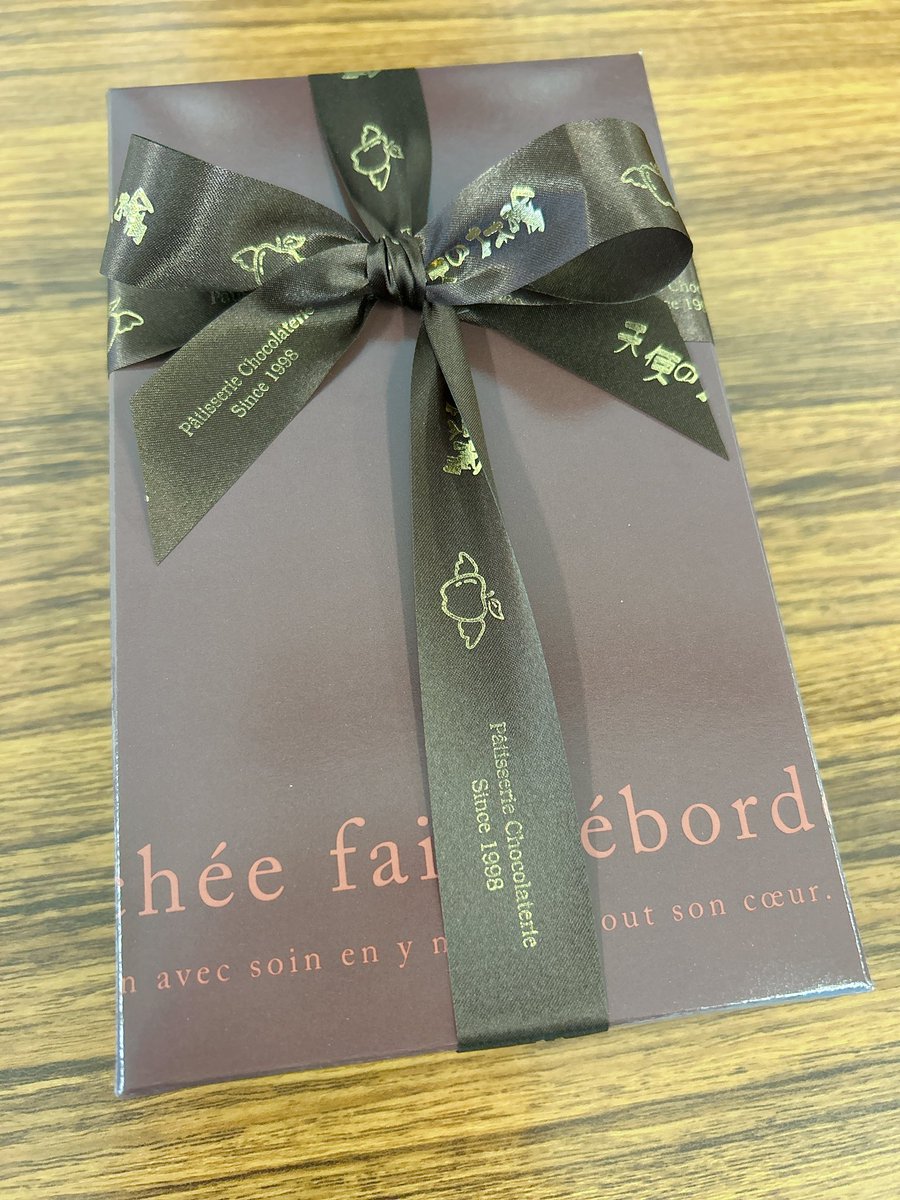 Pâtisserie Chocolaterie
Since 1998
天使の
Pâtisserie Chocolaterie
Since 1998
chée fai ébord
avec soin en y out son cœur.